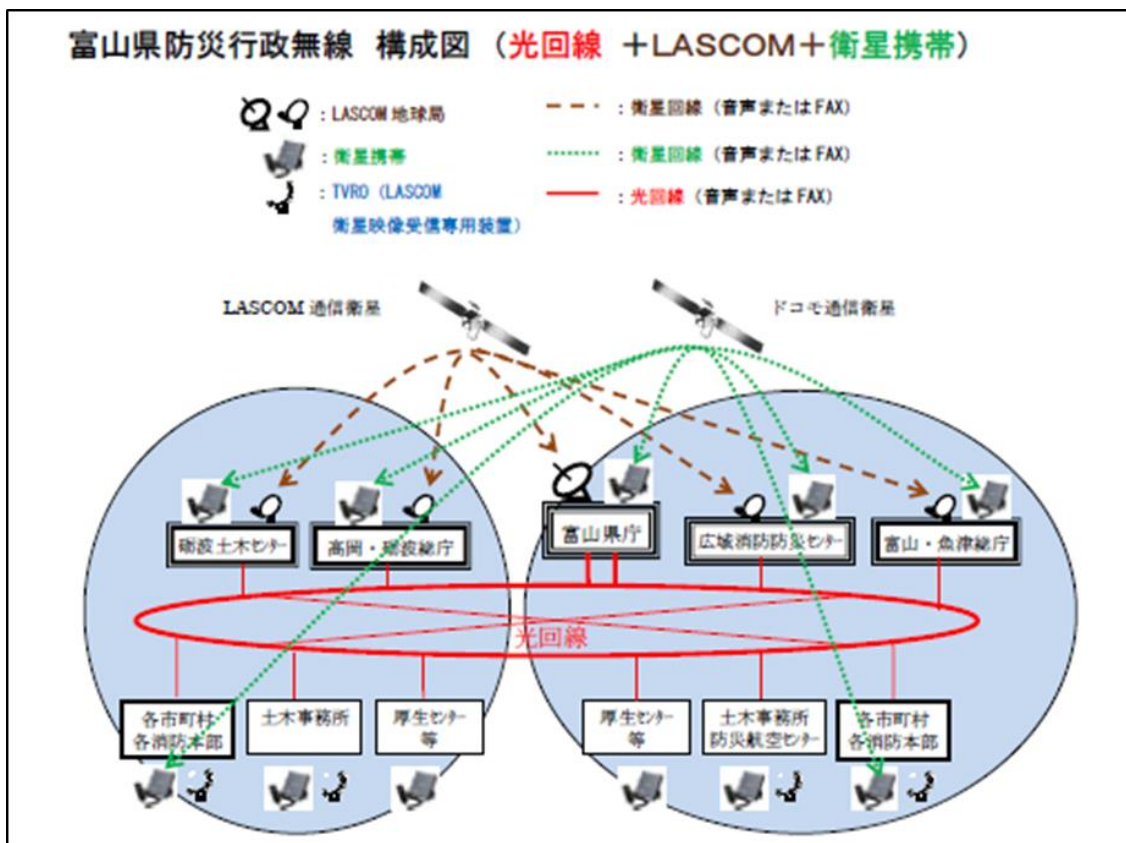 富山県防災行政無線 構成図 (光回線 +LASCOM+衛星携帯)
：LASCOM地球局
：衛星回線 (音声またはFAX)
：衛星携帯
：衛星回線 (音声またはFAX)
：TVRO (LASCOM
衛星映像受信専用装置)
：光回線 (音声またはFAX)
LASCOM 通信衛星
ドコモ通信衛星
砺波土木センター
高岡・砺波総庁
富山県庁
広域消防防災センター
富山・魚津総庁
光回線
各市町村
各消防本部
土木事務所
厚生センター
等
厚生センター
等
土木事務所
防災航空センター
各市町村
各消防本部